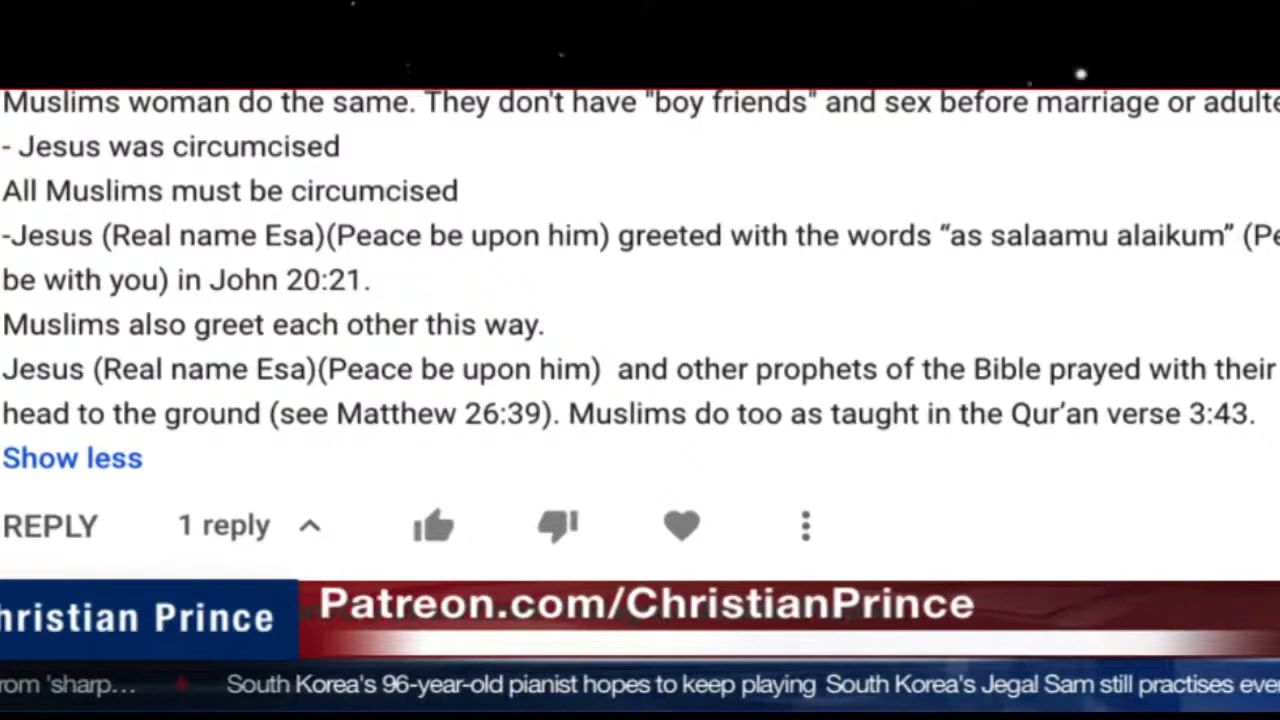 Muslims woman do the same. They don't have "boy friends" and sex before marriage or adulte
- Jesus was circumcised
All Muslims must be circumcised
-Jesus (Real name Esa)(Peace be upon him) greeted with the words “as salaamu alaikum” (Pe
be with you) in John 20:21.
Muslims also greet each other this way.
Jesus (Real name Esa)(Peace be upon him)  and other prophets of the Bible prayed with their
head to the ground (see Matthew 26:39). Muslims do too as taught in the Qur’an verse 3:43.
Show less
REPLY 1 reply
hristian Prince
Patreon.com/ChristianPrince
rom 'sharp… South Korea's 96-year-old pianist hopes to keep playing South Korea's Jegal Sam still practises eve